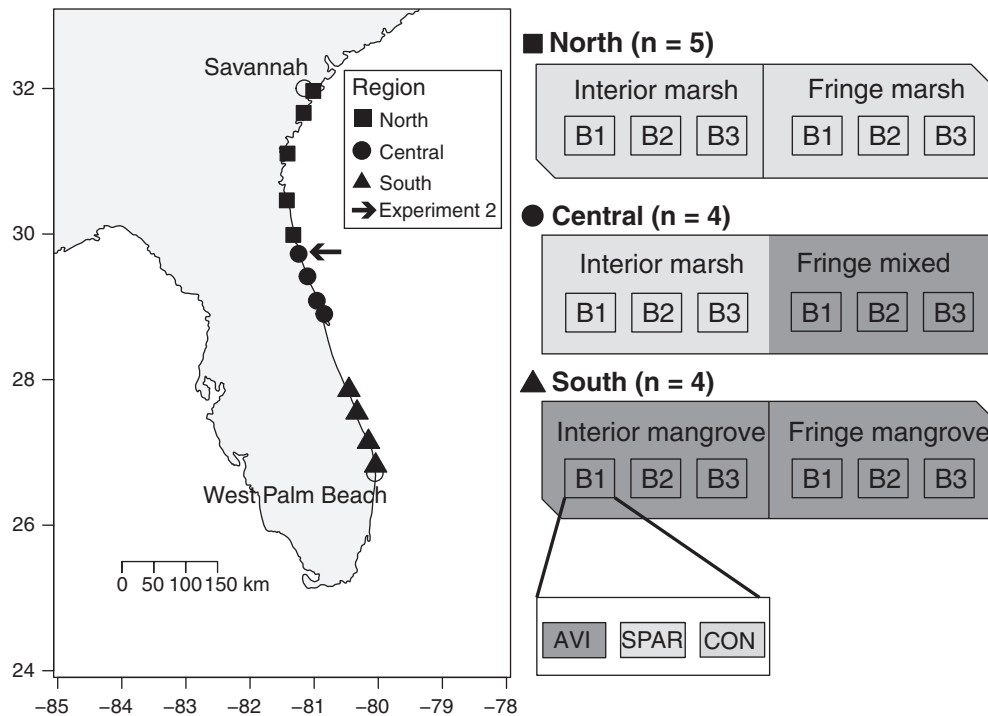 Savannah
West Palm Beach
Region
North
Central
South
Experiment 2
0 50 100 150 km
32
30
28
26
24
−85 −84 −83 −82 −81 −80 −79 −78
North (n = 5)
Interior marsh Fringe marsh
B1 B2 B3 B1 B2 B3
Central (n = 4)
Interior marsh Fringe mixed
B1 B2 B3 B1 B2 B3
South (n = 4)
Interior mangrove Fringe mangrove
B1 B2 B3 B1 B2 B3
AVI SPAR CON